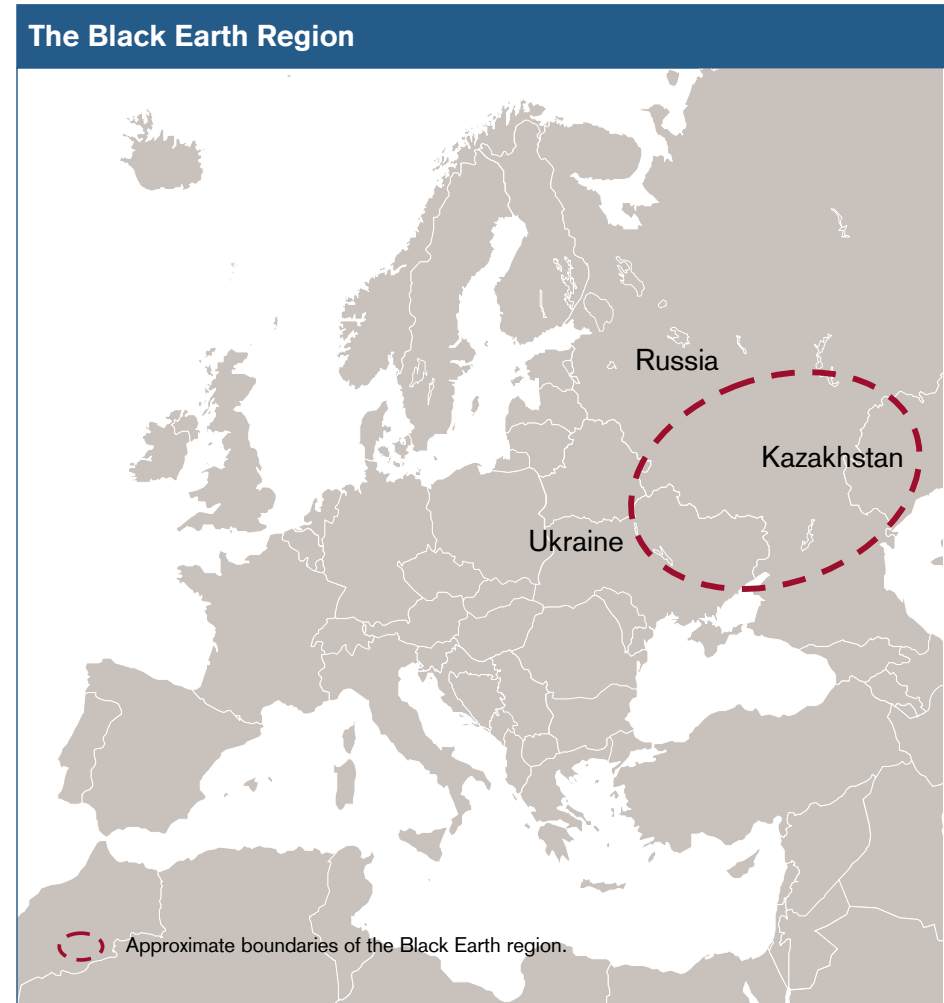 The Black Earth Region
Russia
Kazakhstan
Ukraine
Approximate boundaries of the Black Earth region.